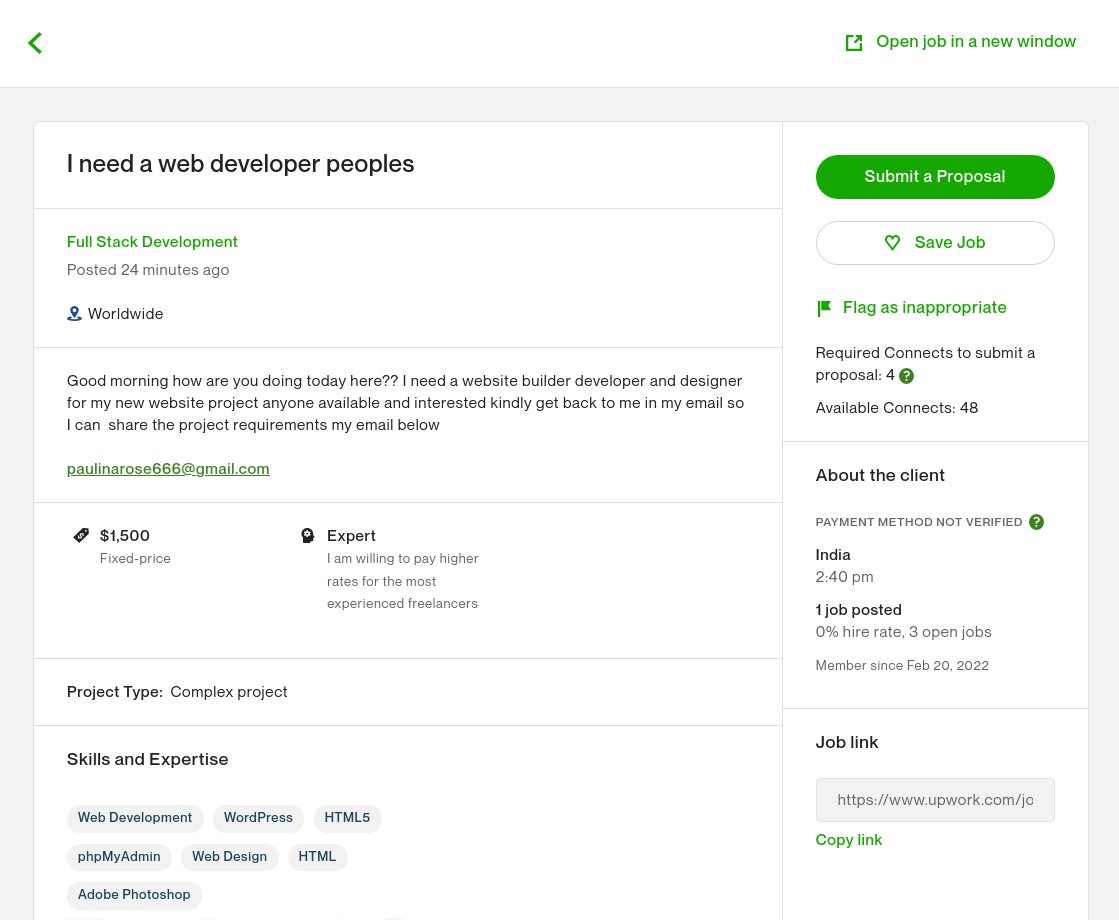 Open job in a new window
I need a web developer peoples
Full Stack Development
Posted 24 minutes ago
Worldwide
Good morning how are you doing today here?? I need a website builder developer and designer
for my new website project anyone available and interested kindly get back to me in my email so
I can  share the project requirements my email below
paulinarose666@gmail.com
$1,500
Fixed-price
Expert
I am willing to pay higher
rates for the most
experienced freelancers
Project Type: Complex project
Skills and Expertise
Web Development WordPress HTML5
phpMyAdmin Web Design HTML
Adobe Photoshop
Submit a Proposal
Save Job
Flag as inappropriate
Required Connects to submit a
proposal: 4 ?
Available Connects: 48
About the client
PAYMENT METHOD NOT VERIFIED ?
India
2:40 pm
1 job posted
0% hire rate, 3 open jobs
Member since Feb 20, 2022
Job link
https://www.upwork.com/jo
Copy link